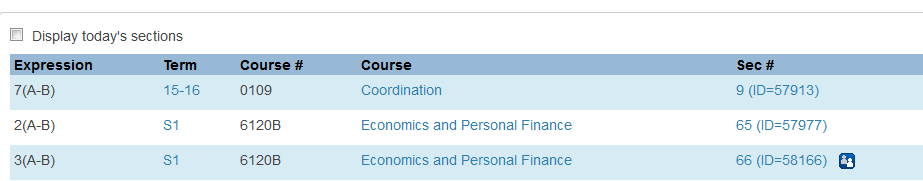 Display today's sections
Expression Term Course # Course Sec #
7(A-B) 15-16 0109 Coordination 9 (ID=57913)
2(A-B) S1 6120B Economics and Personal Finance 65 (ID=57977)
3(A-B) S1 6120B Economics and Personal Finance 66 (ID=58166)